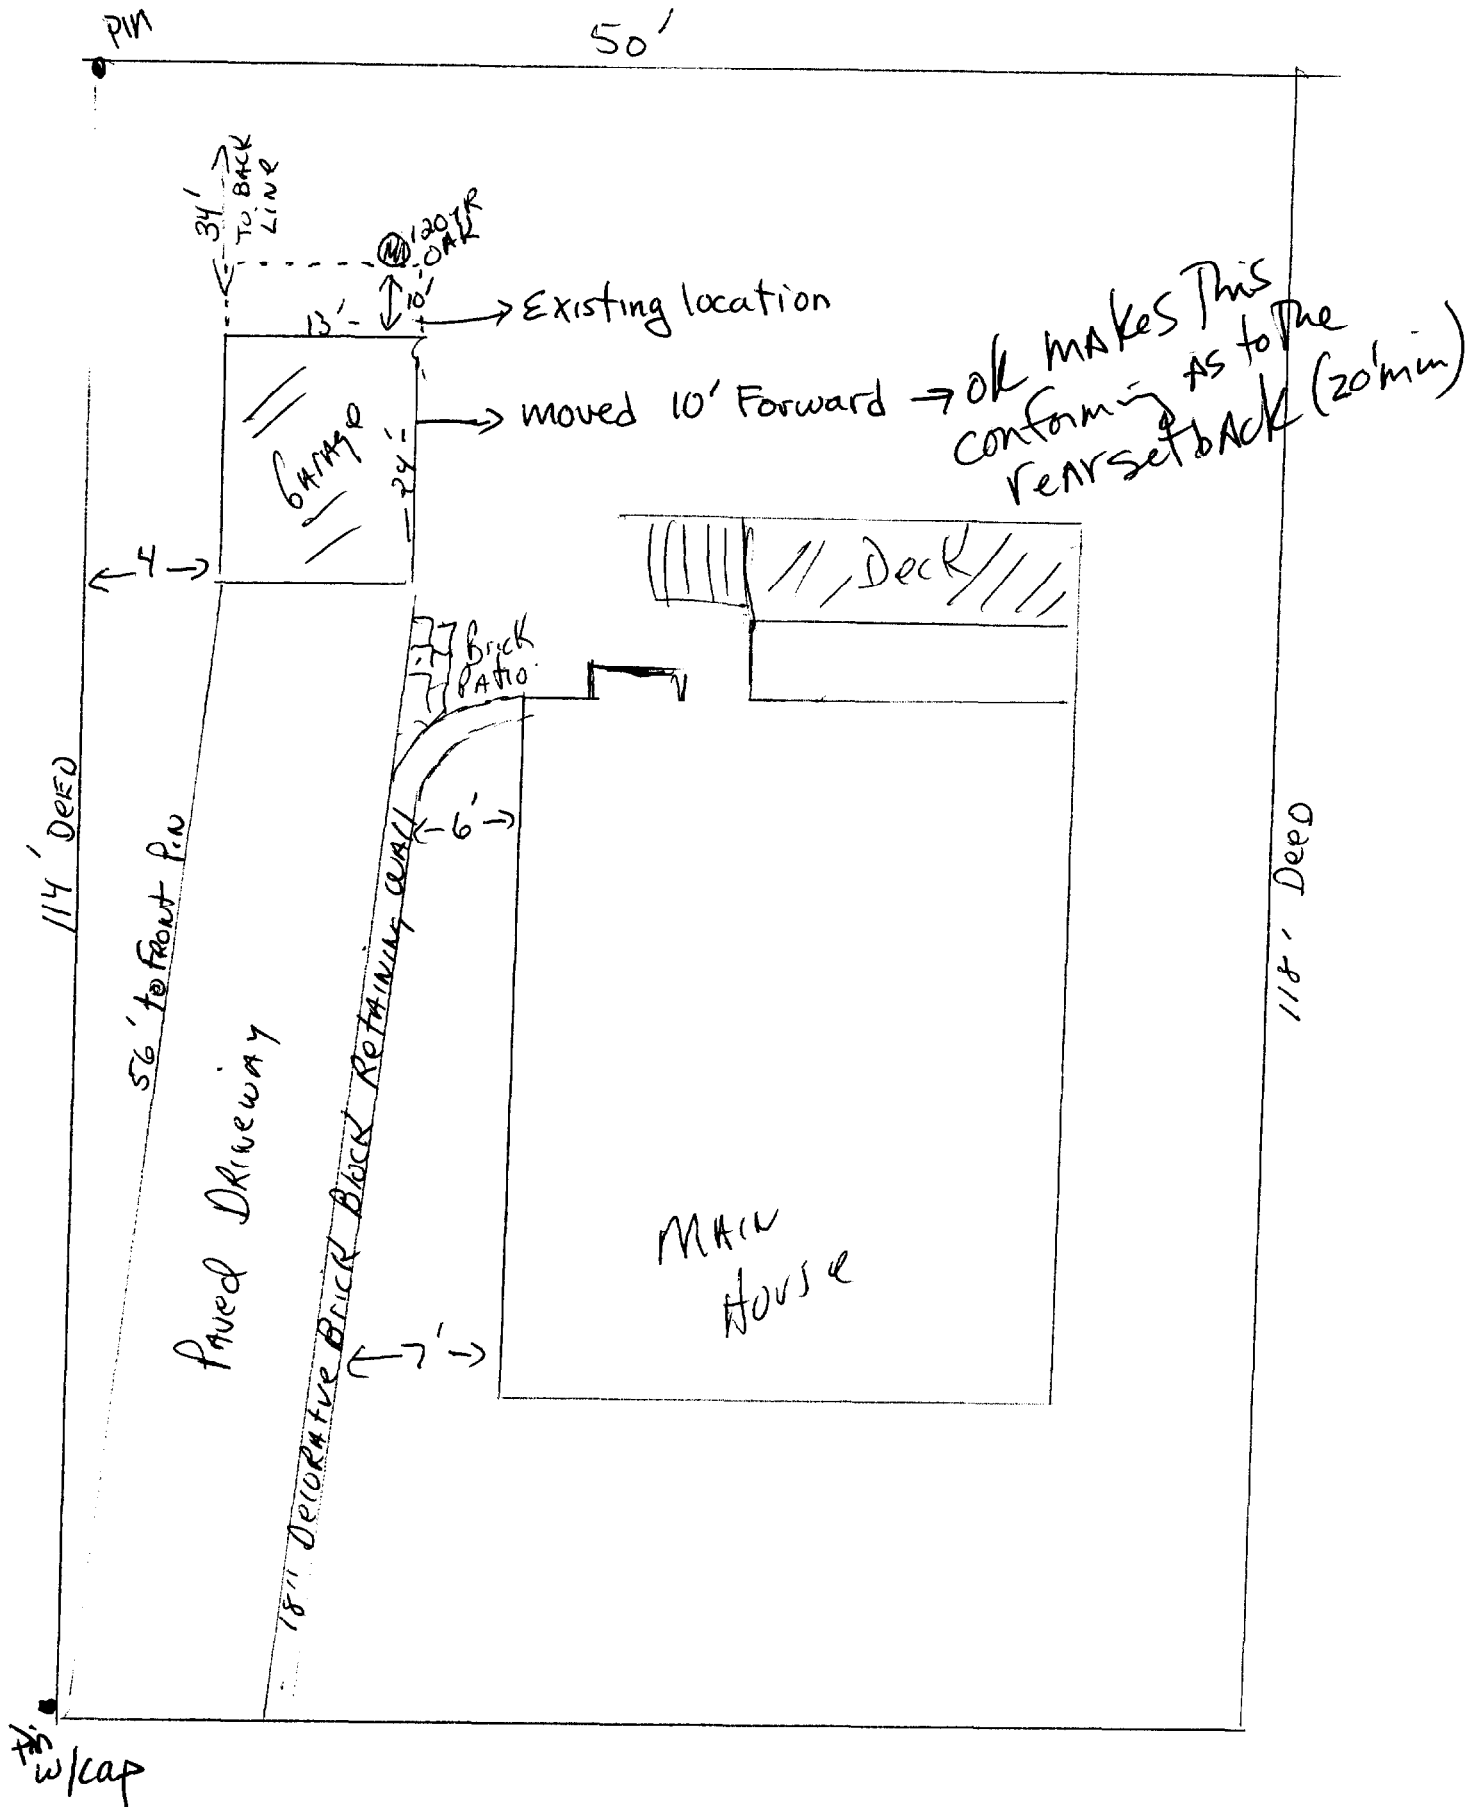 PIN
50'
34'
TO BACK
LINE
120 YR
OAK
10'
13'-
Existing location
moved 10' Forward
ok MAKES This
conforming AS to The
reAr setbACK (20'min)
GARAGE
- 24'-
4
Deck
Brick
PATIO
114' DEED
118' DeeD
56' to FRONT PIN
6'
PAVED DRIVEWAY
18" DecoRAtive BRICK Block RetAiNiNg WAll
MAIN
House
7'
w/cap